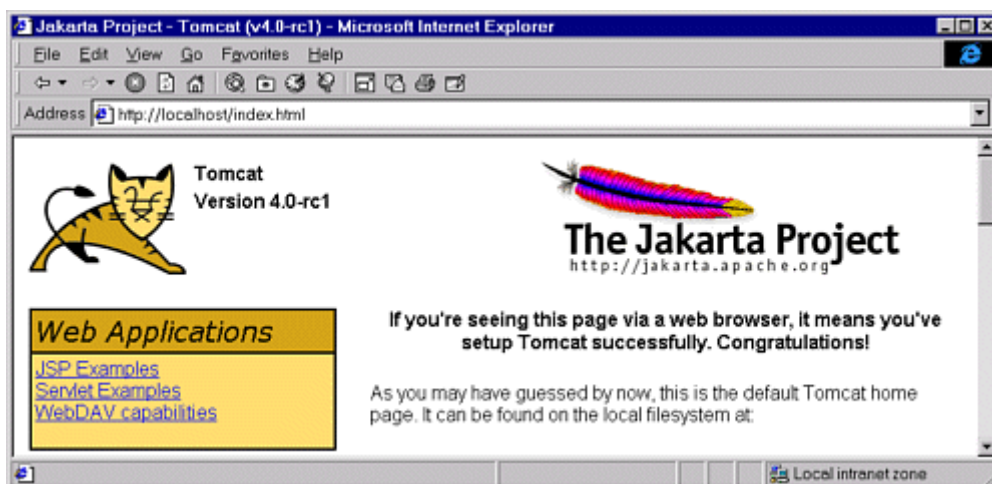 Jakarta Project - Tomcat (v4.0-rc1) - Microsoft Internet Explorer
File Edit View Go Favorites Help
Address http://localhost/index.html
Tomcat
Version 4.0-rc1
The Jakarta Project
http://jakarta.apache.org
Web Applications
JSP Examples
Servlet Examples
WebDAV capabilities
If you're seeing this page via a web browser, it means you've
setup Tomcat successfully. Congratulations!
As you may have guessed by now, this is the default Tomcat home
page. It can be found on the local filesystem at:
Local intranet zone